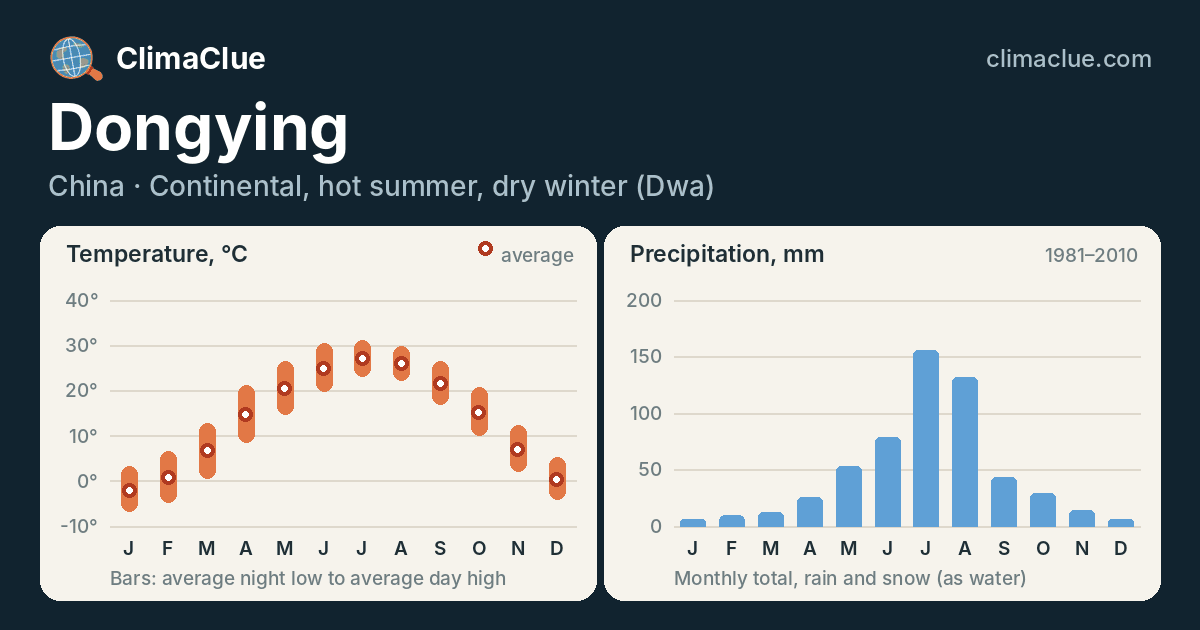 ClimaClue
climaclue.com
Dongying
China · Continental, hot summer, dry winter (Dwa)
Temperature, °C
average
40°
30°
20°
10°
0°
-10°
J F M A M J J A S O N D
Bars: average night low to average day high
Precipitation, mm
1981–2010
200
150
100
50
0
J F M A M J J A S O N D
Monthly total, rain and snow (as water)